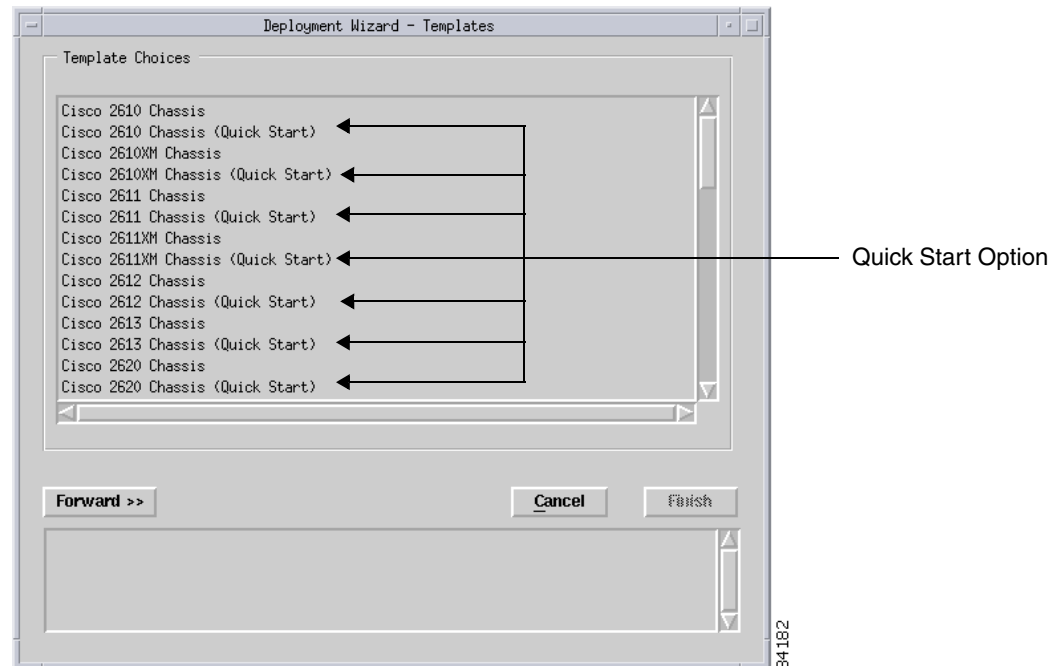 Deployment Wizard - Templates
Template Choices
Cisco 2610 Chassis
Cisco 2610 Chassis (Quick Start)
Cisco 2610XM Chassis
Cisco 2610XM Chassis (Quick Start)
Cisco 2611 Chassis
Cisco 2611 Chassis (Quick Start)
Cisco 2611XM Chassis
Cisco 2611XM Chassis (Quick Start)
Quick Start Option
Cisco 2612 Chassis
Cisco 2612 Chassis (Quick Start)
Cisco 2613 Chassis
Cisco 2613 Chassis (Quick Start)
Cisco 2620 Chassis
Cisco 2620 Chassis (Quick Start)
Forward >>
Cancel
Finish
84182